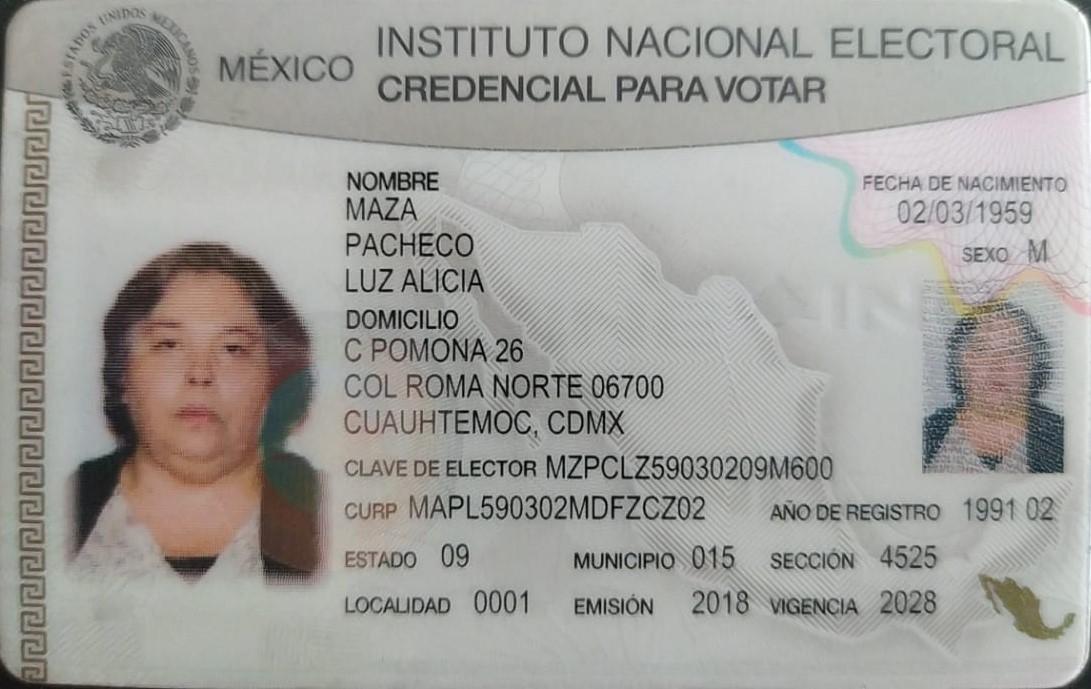 ESTADOS UNIDOS MEXICANOS
MÉXICO
INSTITUTO NACIONAL ELECTORAL
CREDENCIAL PARA VOTAR
NOMBRE
MAZA
PACHECO
LUZ ALICIA
FECHA DE NACIMIENTO
02/03/1959
SEXO M
DOMICILIO
C POMONA 26
COL ROMA NORTE 06700
CUAUHTEMOC, CDMX
CLAVE DE ELECTOR MZPCLZ59030209M600
CURP MAPL590302MDFZCZ02 AÑO DE REGISTRO 1991 02
ESTADO 09 MUNICIPIO 015 SECCIÓN 4525
LOCALIDAD 0001 EMISIÓN 2018 VIGENCIA 2028